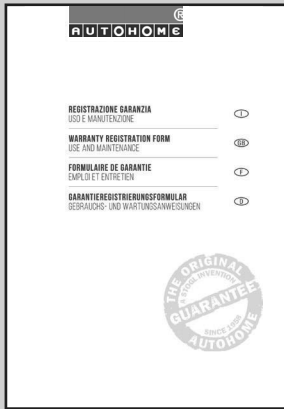 ®
AUTOHOME
REGISTRAZIONE GARANZIA
USO E MANUTENZIONE
I
WARRANTY REGISTRATION FORM
USE AND MAINTENANCE
GB
FORMULAIRE DE GARANTIE
EMPLOI ET ENTRETIEN
F
GARANTIEREGISTRIERUNGSFORMULAR
GEBRAUCHS- UND WARTUNGSANWEISUNGEN
D
THE ORIGINAL
GUARANTEE
SINCE 1958
AUTOHOME